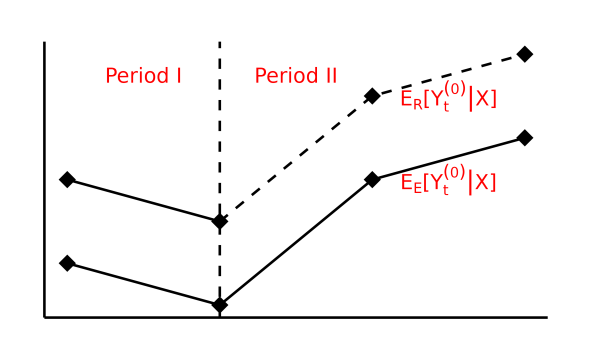 Period I
Period II
E_R[Y_t^(0)|X]
E_E[Y_t^(0)|X]